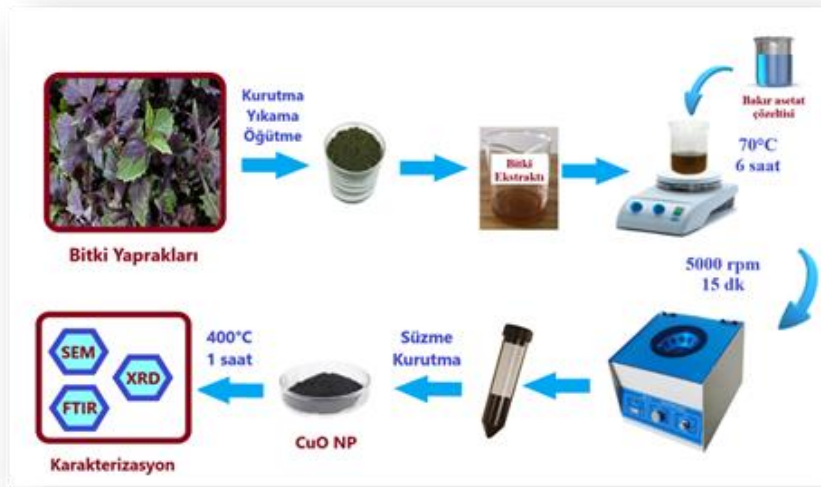 Kurutma
Yıkama
Öğütme
Bitki Yaprakları
Bitki
Ekstraktı
Bakır asetat
çözeltisi
70°C
6 saat
5000 rpm
15 dk
Süzme
Kurutma
CuO NP
400°C
1 saat
SEM
XRD
FTIR
Karakterizasyon